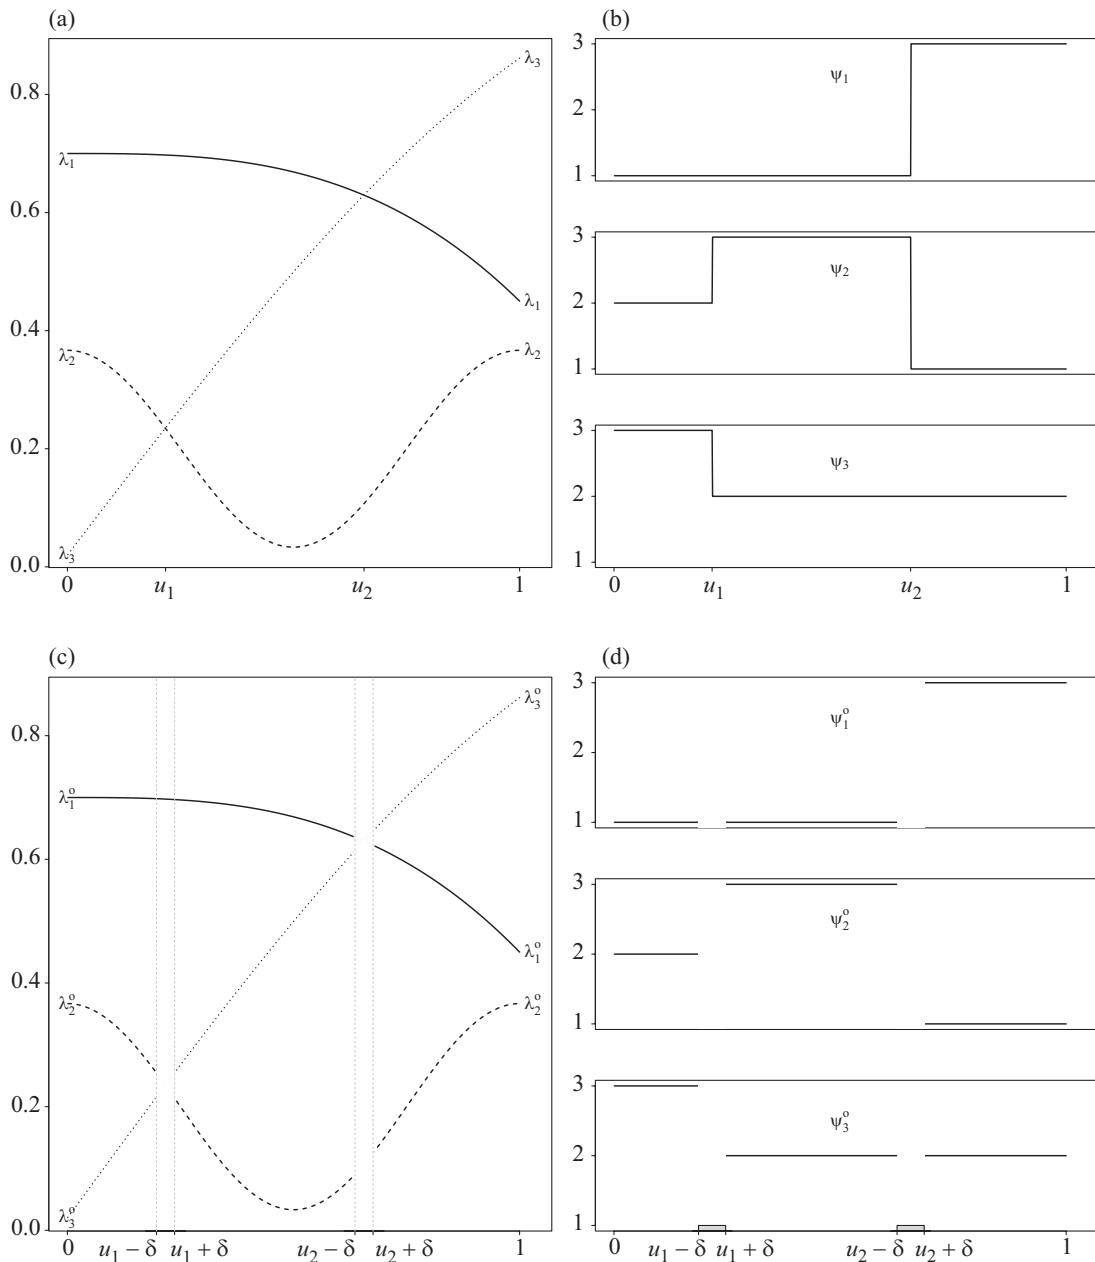 (a)
0.8
0.6
0.4
0.2
0.0
λ₁
λ₂
λ₃
λ₃
λ₁
λ₂
0 u₁ u₂ 1
(b)
3
2
1
ψ₁
3
2
1
ψ₂
3
2
1
ψ₃
0 u₁ u₂ 1
(c)
0.8
0.6
0.4
0.2
0.0
λ₁ᵒ
λ₂ᵒ
λ₃ᵒ
λ₃ᵒ
λ₁ᵒ
λ₂ᵒ
0 u₁ − δ u₁ + δ u₂ − δ u₂ + δ 1
(d)
3
2
1
ψ₁ᵒ
3
2
1
ψ₂ᵒ
3
2
1
ψ₃ᵒ
0 u₁ − δ u₁ + δ u₂ − δ u₂ + δ 1